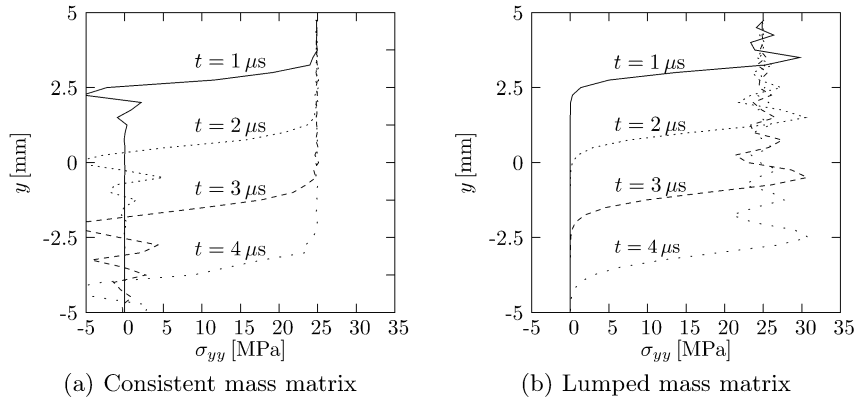 5
2.5
0
-2.5
-5
y [mm]
t = 1 μs
t = 2 μs
t = 3 μs
t = 4 μs
-5 0 5 10 15 20 25 30 35
σyy [MPa]
(a) Consistent mass matrix
5
2.5
0
-2.5
-5
y [mm]
t = 1 μs
t = 2 μs
t = 3 μs
t = 4 μs
-5 0 5 10 15 20 25 30 35
σyy [MPa]
(b) Lumped mass matrix